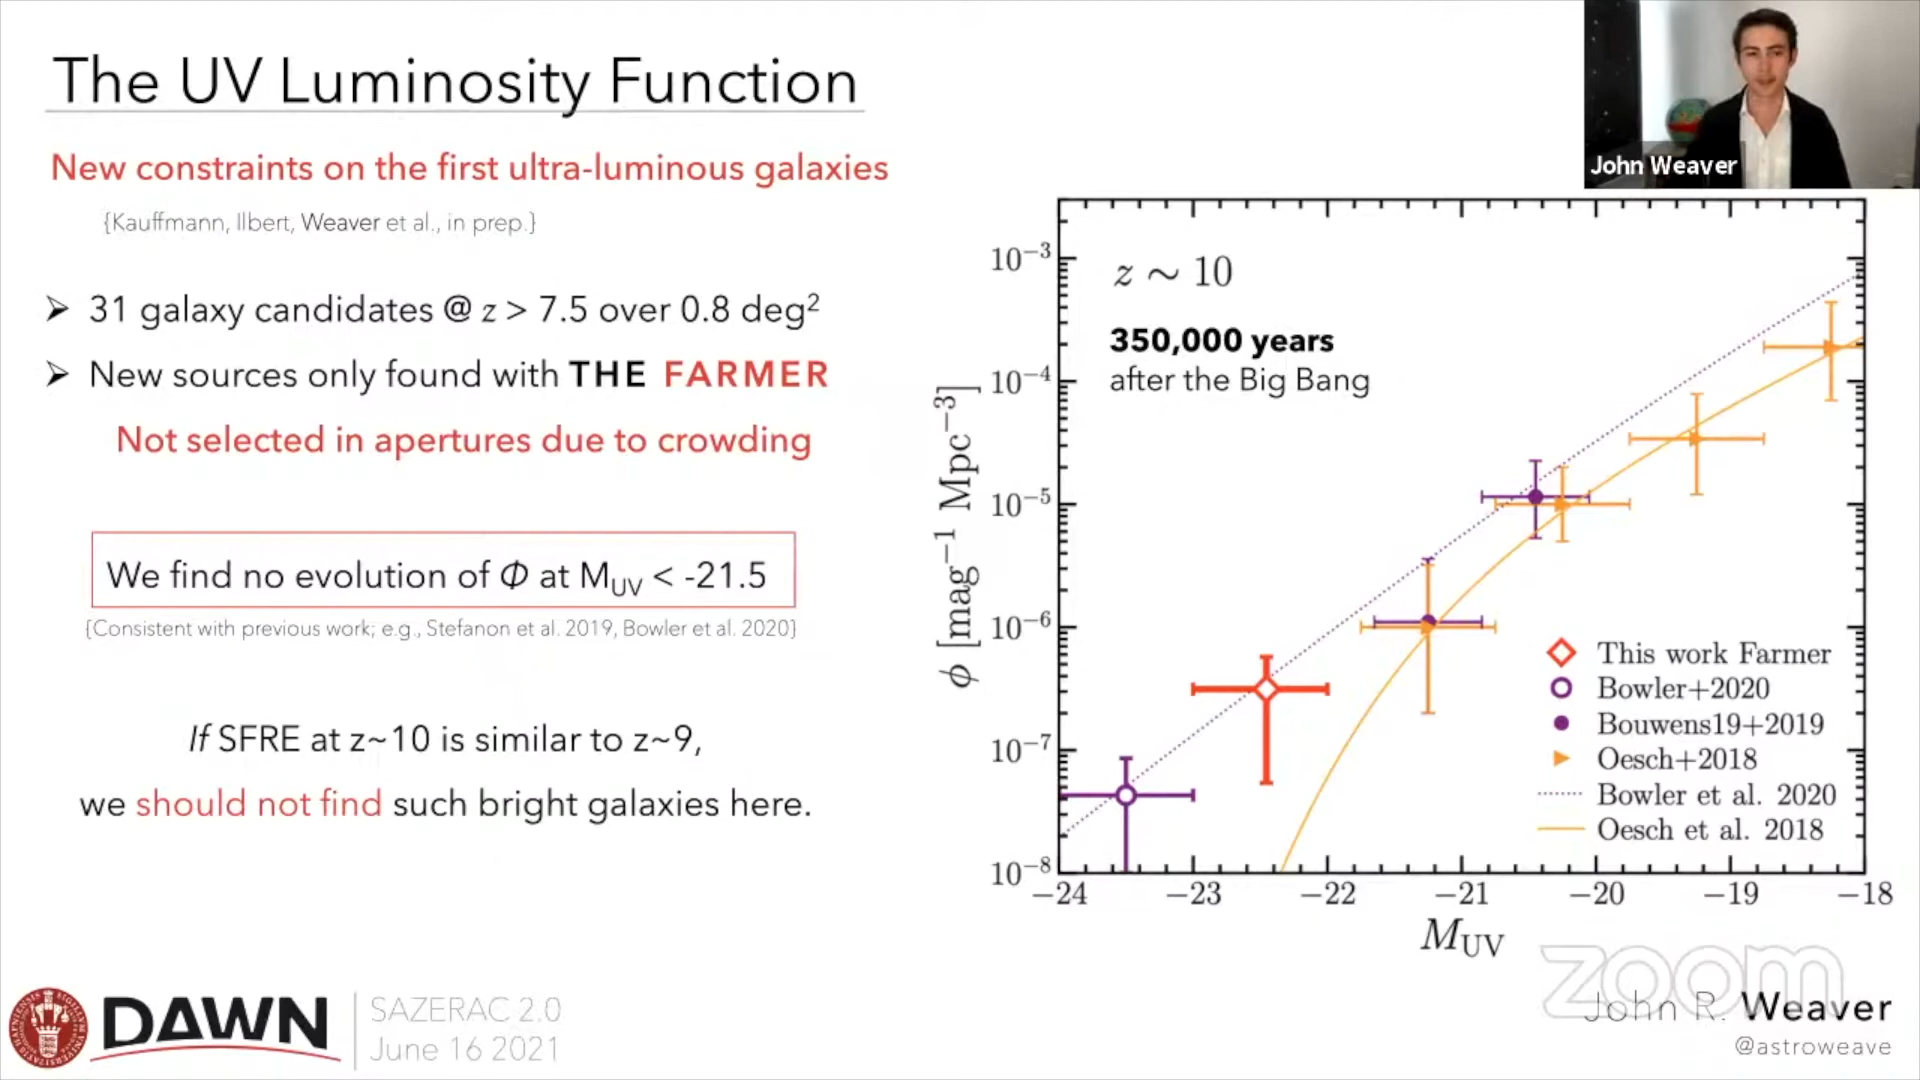 The UV Luminosity Function
New constraints on the first ultra-luminous galaxies
{Kauffmann, Ilbert, Weaver et al., in prep.}
➢ 31 galaxy candidates @ z > 7.5 over 0.8 deg²
➢ New sources only found with THE FARMER
Not selected in apertures due to crowding
We find no evolution of Φ at M_UV < -21.5
{Consistent with previous work; e.g., Stefanon et al. 2019, Bowler et al. 2020}
If SFRE at z~10 is similar to z~9,
we should not find such bright galaxies here.
John Weaver
z ~ 10
350,000 years
after the Big Bang
10⁻³
10⁻⁴
10⁻⁵
10⁻⁶
10⁻⁷
10⁻⁸
ϕ [mag⁻¹ Mpc⁻³]
This work Farmer
Bowler+2020
Bouwens19+2019
Oesch+2018
Bowler et al. 2020
Oesch et al. 2018
−24 −23 −22 −21 −20 −19 −18
M_UV
DAWN
SAZERAC 2.0
June 16 2021
zoom
John R. Weaver
@astroweave